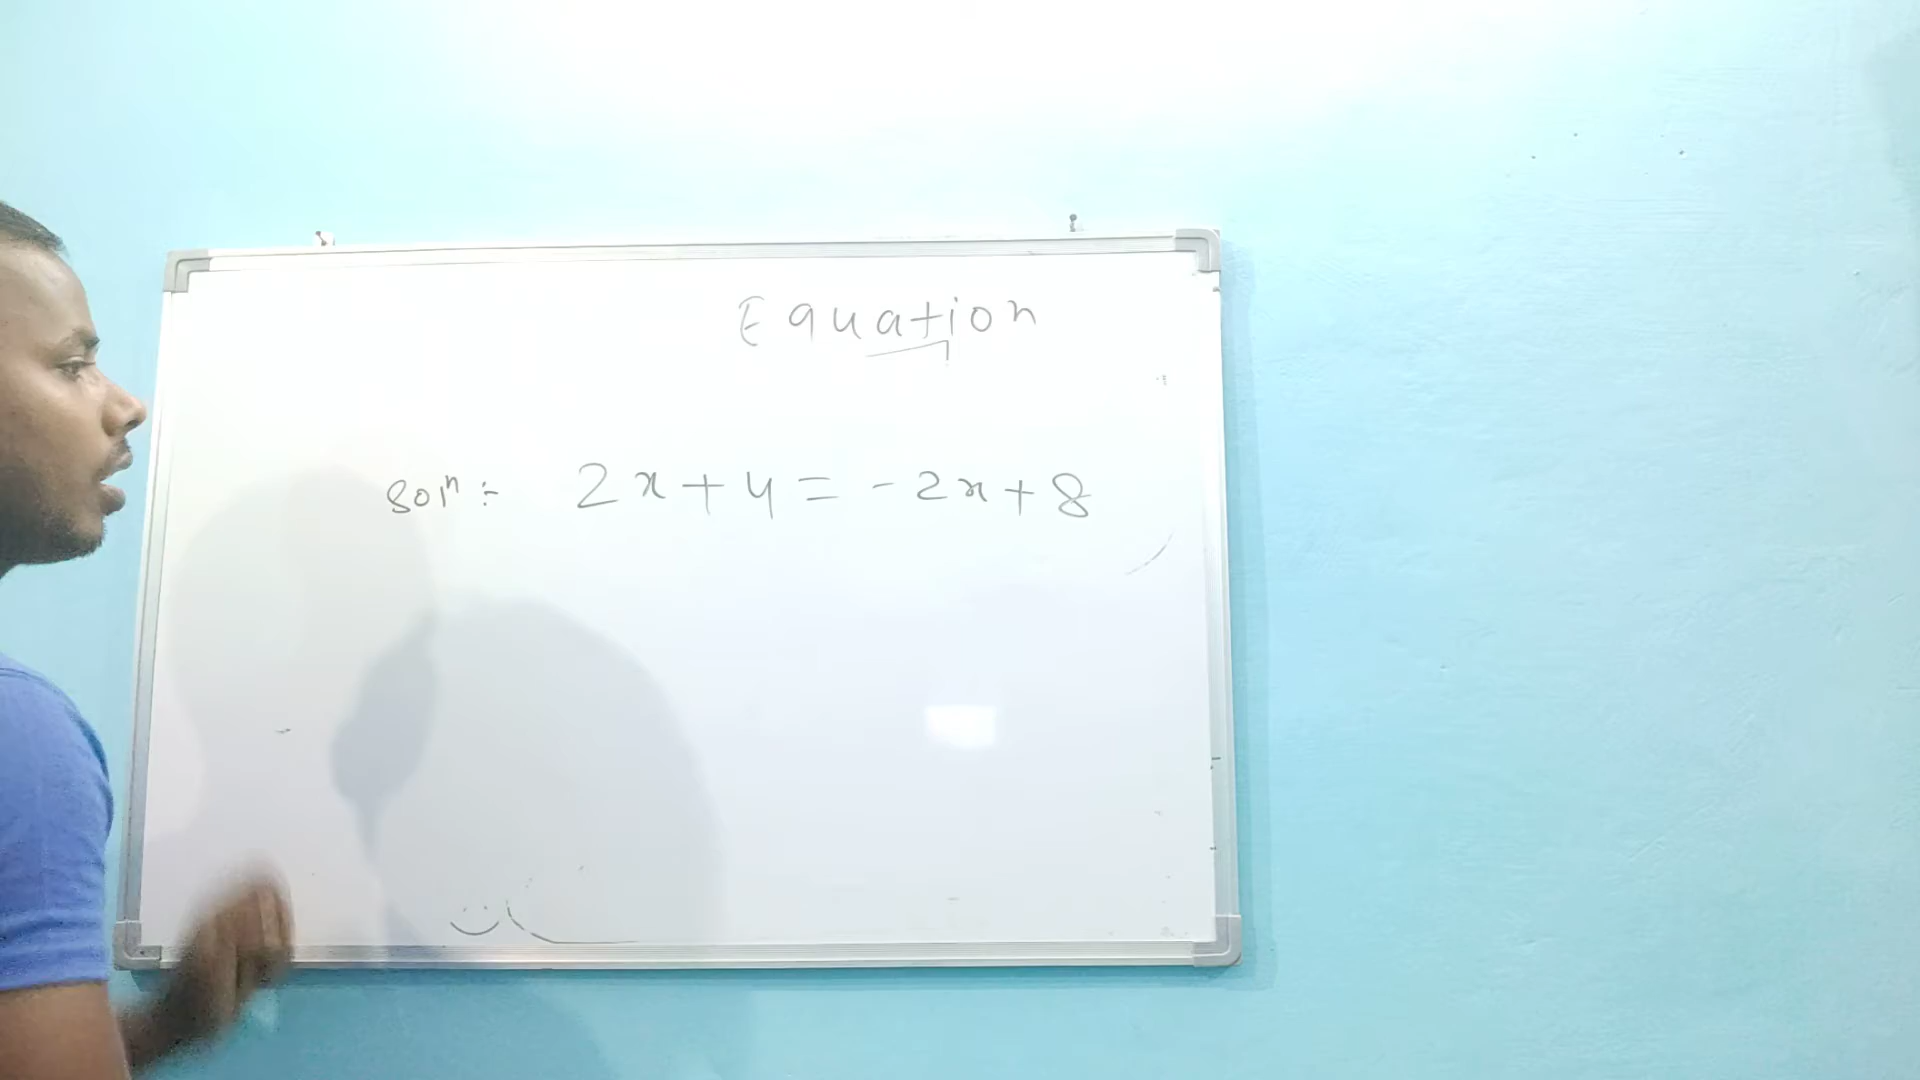 Equation
Solⁿ :- 2x+4=-2x+8